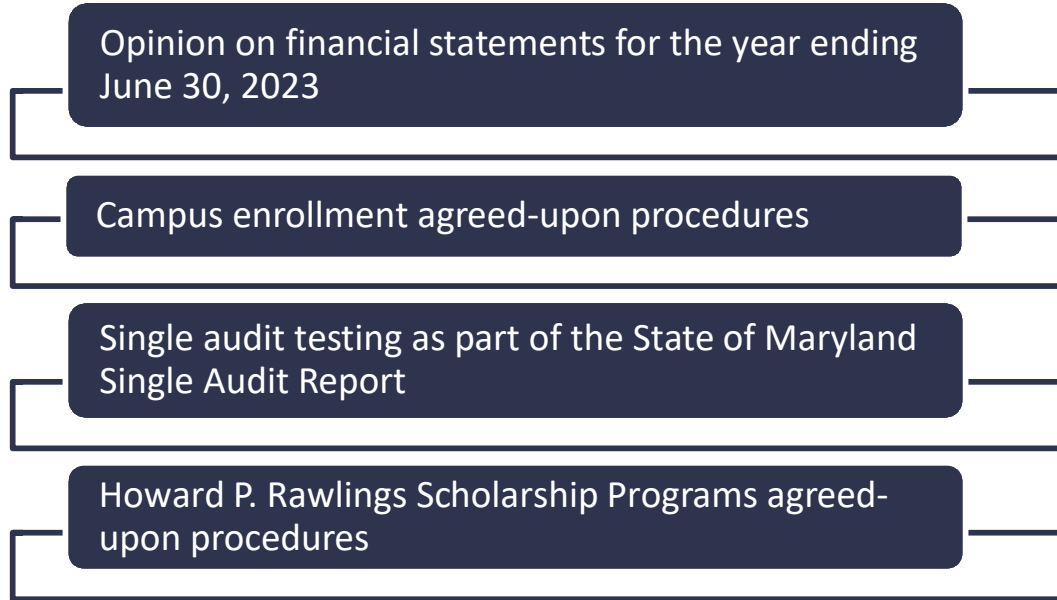 Opinion on financial statements for the year ending
June 30, 2023
Campus enrollment agreed-upon procedures
Single audit testing as part of the State of Maryland
Single Audit Report
Howard P. Rawlings Scholarship Programs agreed-
upon procedures